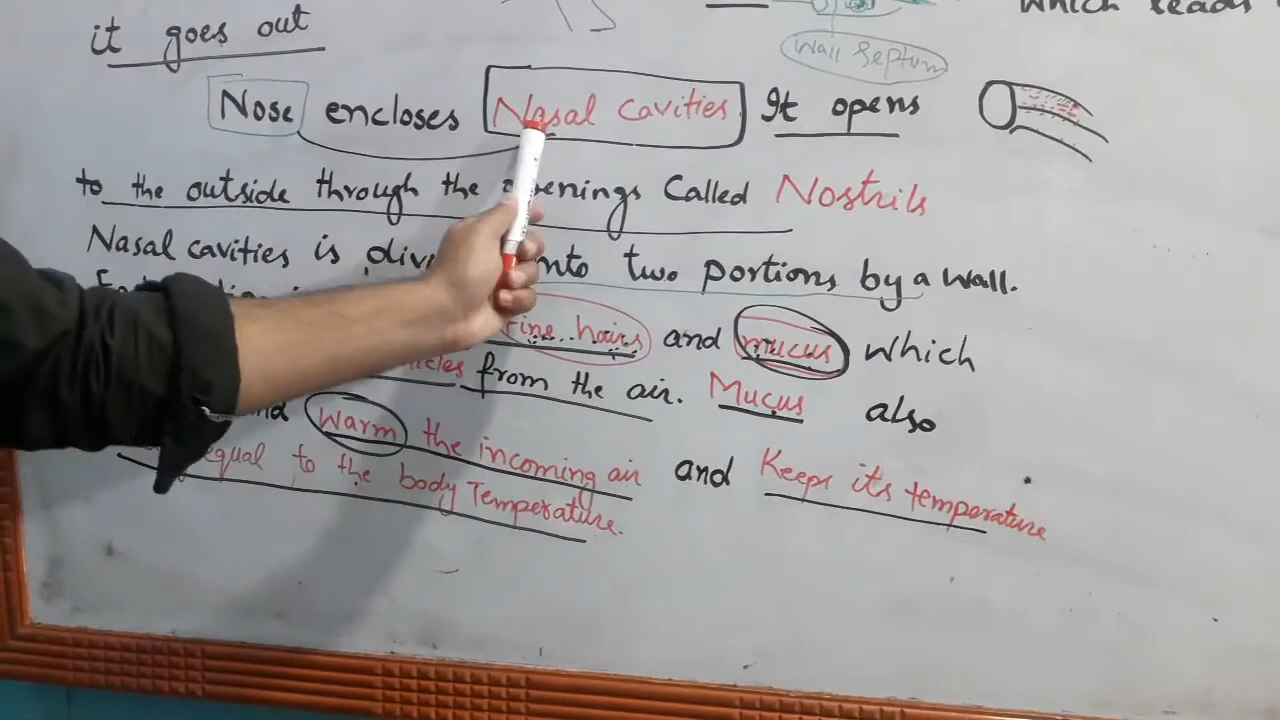 which leads
it goes out
Wall Septum
Nose encloses Nasal Cavities It opens
to the outside through the openings Called Nostrils
Nasal cavities is into two portions by a wall.
fine hairs and mucus which
from the air. Mucus also
Warm the incoming air and Keeps its temperature
equal to the body Temperature.